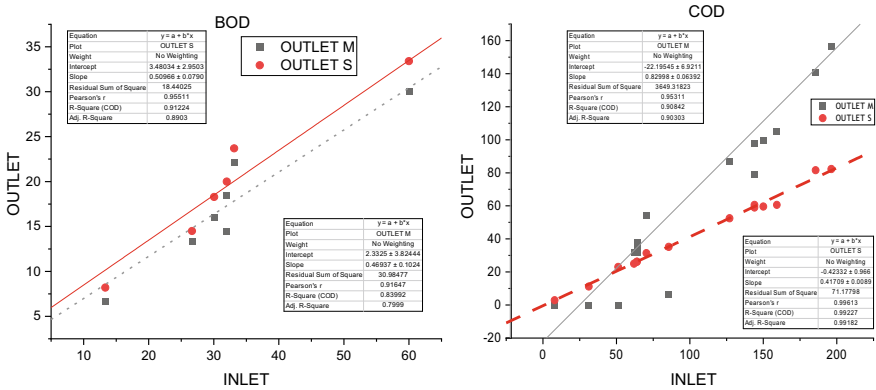 BOD
Equation y = a + b*x
Plot OUTLET S
Weight No Weighting
Intercept 3.48034 ± 2.9503
Slope 0.50966 ± 0.0790
Residual Sum of Square 18.44025
Pearson's r 0.95511
R-Square (COD) 0.91224
Adj. R-Square 0.8903
OUTLET M
OUTLET S
Equation y = a + b*x
Plot OUTLET M
Weight No Weighting
Intercept 2.3325 ± 3.82444
Slope 0.46937 ± 0.1024
Residual Sum of Square 30.98477
Pearson's r 0.91647
R-Square (COD) 0.83992
Adj. R-Square 0.7999
OUTLET
35
30
25
20
15
10
5
10 20 30 40 50 60
INLET
COD
Equation y = a + b*x
Plot OUTLET M
Weight No Weighting
Intercept -22.19545 ± 6.9211
Slope 0.82998 ± 0.06392
Residual Sum of Square 3649.31823
Pearson's r 0.95311
R-Square (COD) 0.90842
Adj. R-Square 0.90303
OUTLET M
OUTLET S
Equation y = a + b*x
Plot OUTLET S
Weight No Weighting
Intercept -0.42332 ± 0.966
Slope 0.41709 ± 0.0089
Residual Sum of Square 71.17798
Pearson's r 0.99613
R-Square (COD) 0.99227
Adj. R-Square 0.99182
OUTLET
160
140
120
100
80
60
40
20
0
-20
0 50 100 150 200
INLET